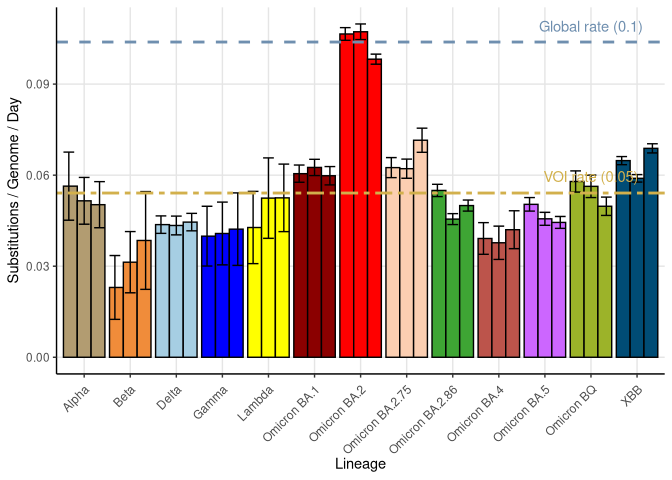 Substitutions / Genome / Day
0.09
0.06
0.03
0.00
Global rate (0.1)
VOI rate (0.05)
Alpha
Beta
Delta
Gamma
Lambda
Omicron BA.1
Omicron BA.2
Omicron BA.2.75
Omicron BA.2.86
Omicron BA.4
Omicron BA.5
Omicron BQ
XBB
Lineage